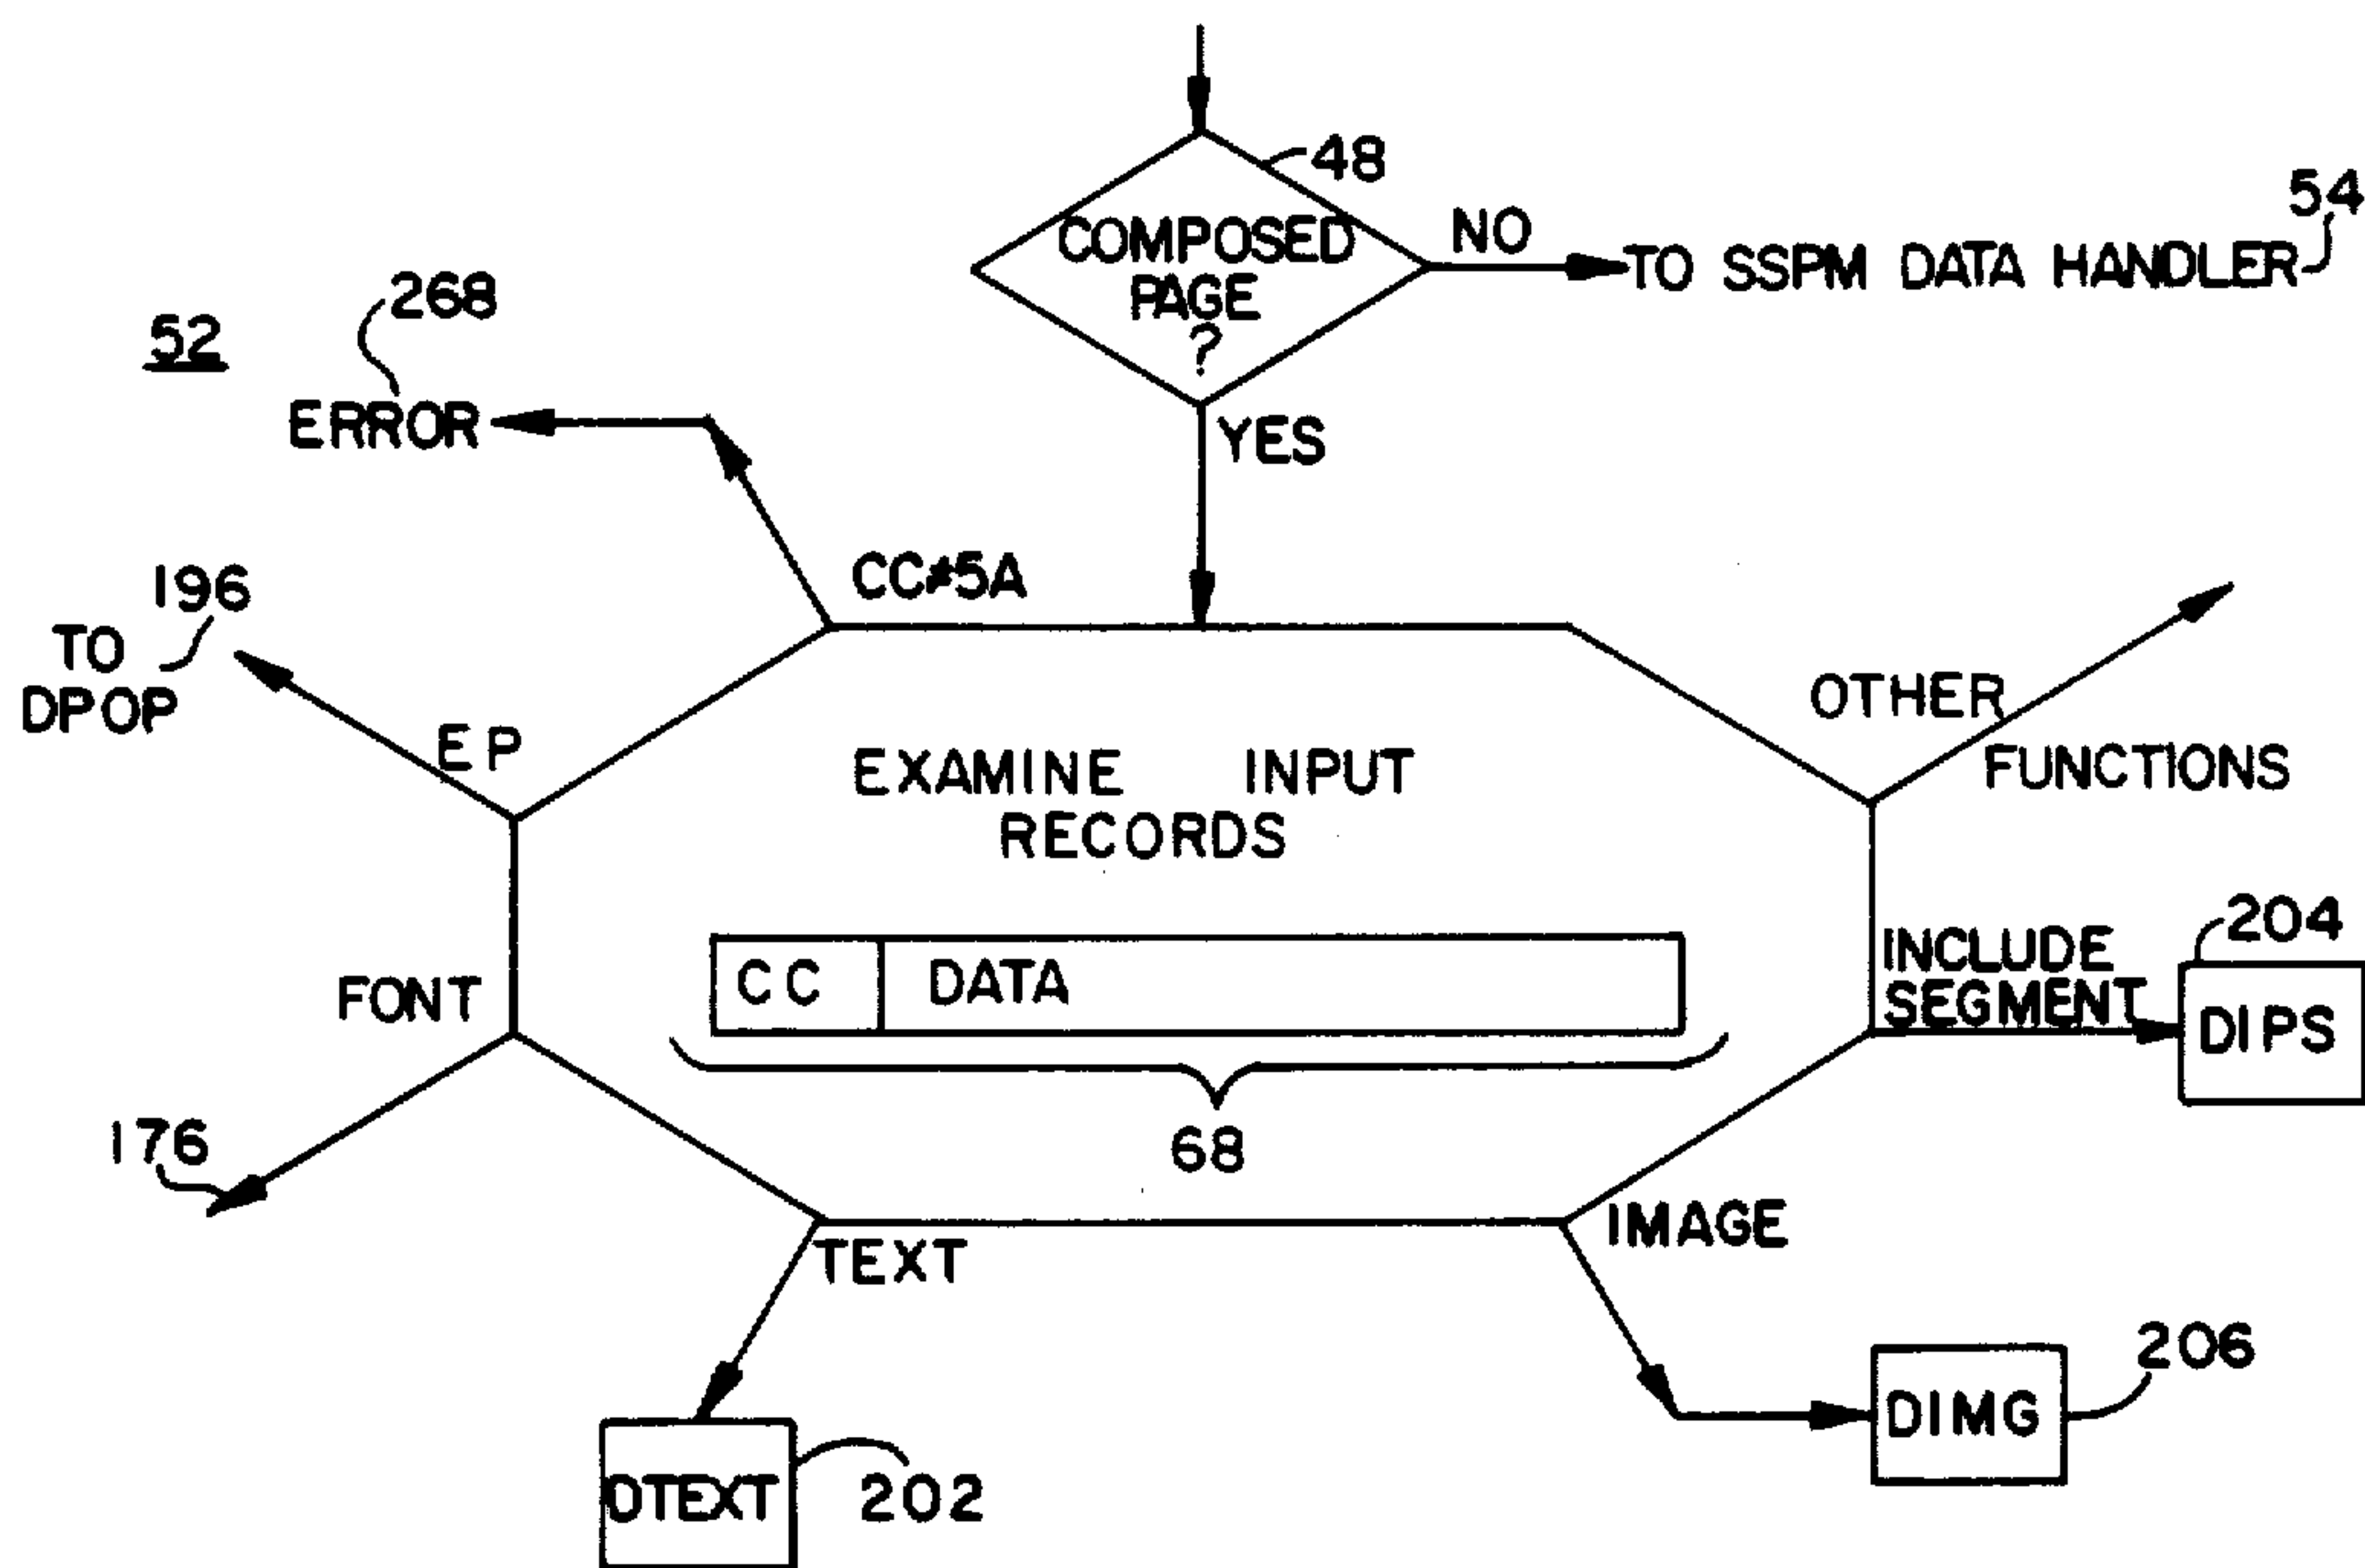 48
COMPOSED
PAGE
?
NO
TO SSPM DATA HANDLER
54
52
268
ERROR
YES
CC≠5A
196
TO
DPOP
EP
OTHER
FUNCTIONS
EXAMINE INPUT
RECORDS
CC DATA
68
FONT
176
INCLUDE
SEGMENT
204
DIPS
TEXT
IMAGE
DTEXT
202
DIMG
206